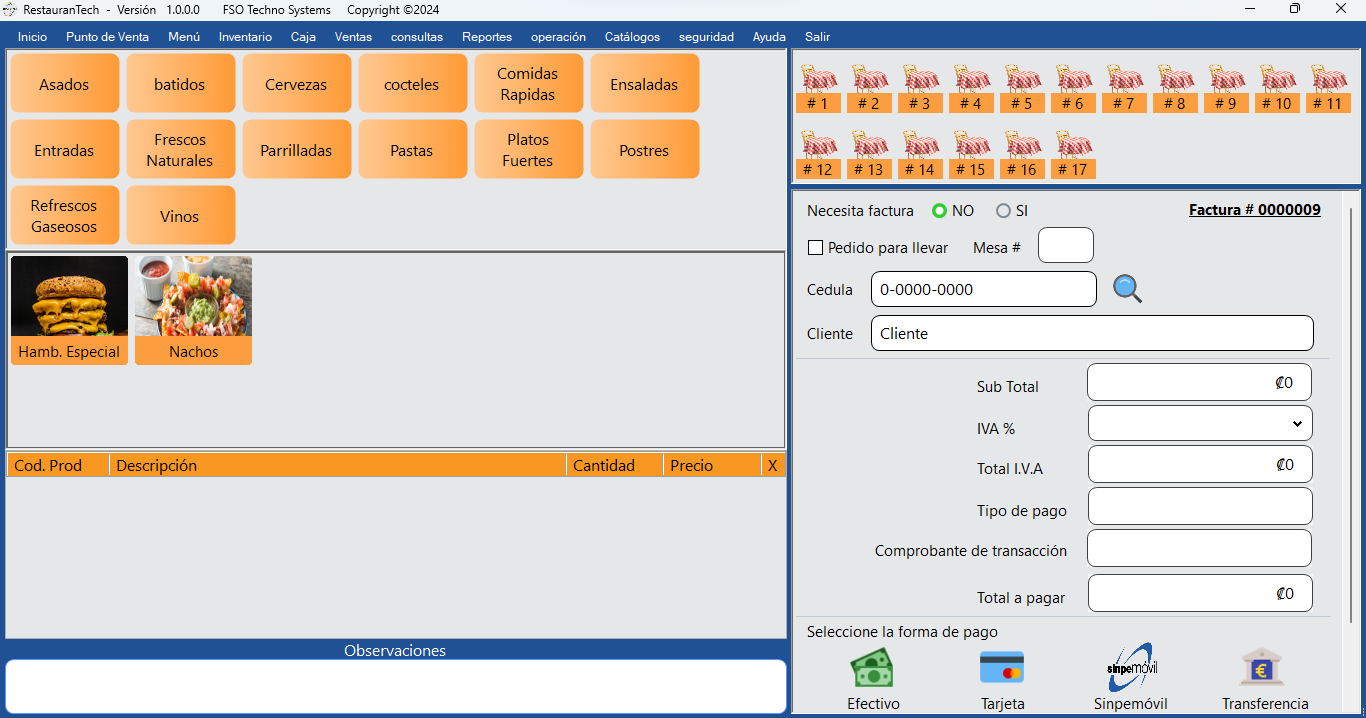 RestauranTech - Versión 1.0.0.0 FSO Techno Systems Copyright ©2024
Inicio Punto de Venta Menú Inventario Caja Ventas consultas Reportes operación Catálogos seguridad Ayuda Salir
Asados
batidos
Cervezas
cocteles
Comidas
Rapidas
Ensaladas
Entradas
Frescos
Naturales
Parrilladas
Pastas
Platos
Fuertes
Postres
Refrescos
Gaseosos
Vinos
Hamb. Especial
Nachos
Cod. Prod Descripción Cantidad Precio X
Observaciones
# 1 # 2 # 3 # 4 # 5 # 6 # 7 # 8 # 9 # 10 # 11
# 12 # 13 # 14 # 15 # 16 # 17
Necesita factura NO SI Factura # 0000009
Pedido para llevar Mesa #
Cedula 0-0000-0000
Cliente Cliente
Sub Total ₡0
IVA %
Total I.V.A ₡0
Tipo de pago
Comprobante de transacción
Total a pagar ₡0
Seleccione la forma de pago
sinpemóvil
Efectivo Tarjeta Sinpemóvil Transferencia